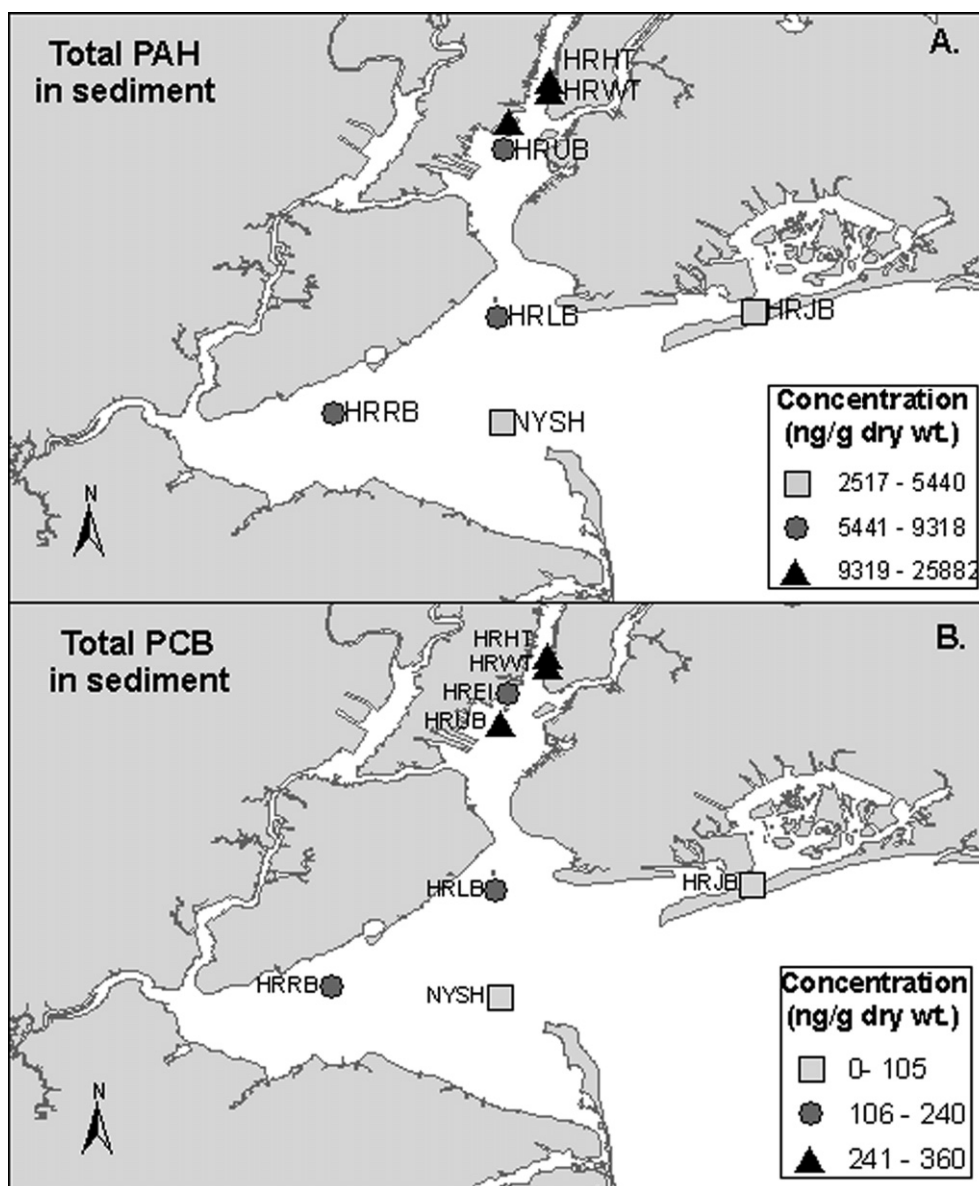 Total PAH
in sediment
A.
HRHT
HRWT
HRUB
HRLB
HRJB
HRRB
NYSH
N
Concentration
(ng/g dry wt.)
2517 - 5440
5441 - 9318
9319 - 25882
Total PCB
in sediment
B.
HRHT
HRWT
HREI
HRUB
HRLB
HRJB
HRRB
NYSH
N
Concentration
(ng/g dry wt.)
0- 105
106 - 240
241 - 360